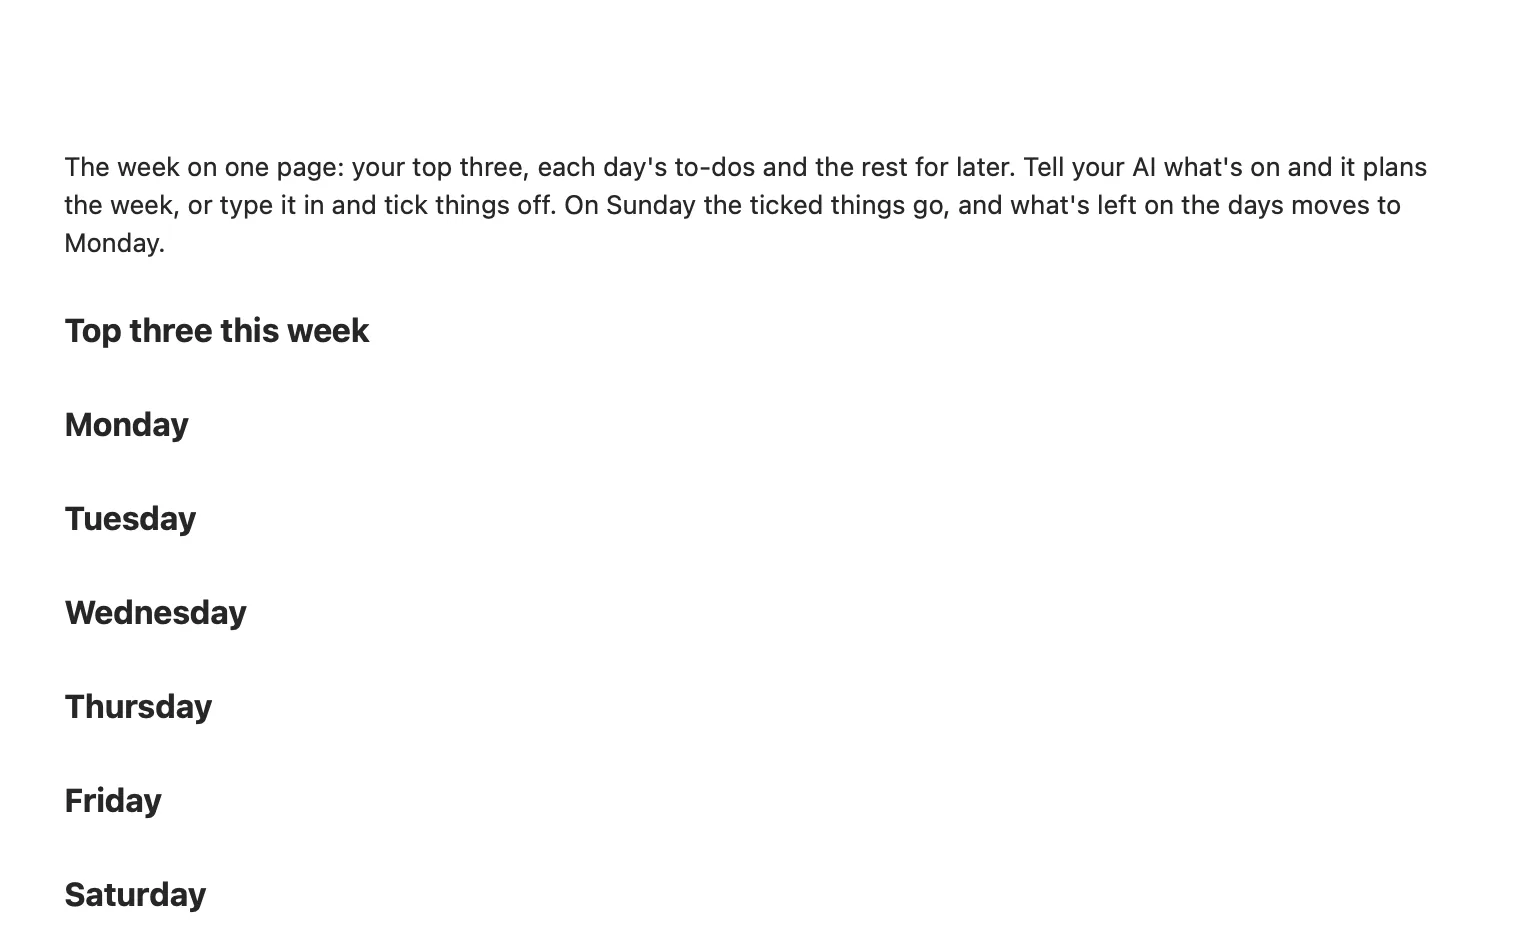 The week on one page: your top three, each day's to-dos and the rest for later. Tell your AI what's on and it plans
the week, or type it in and tick things off. On Sunday the ticked things go, and what's left on the days moves to
Monday.
Top three this week
Monday
Tuesday
Wednesday
Thursday
Friday
Saturday